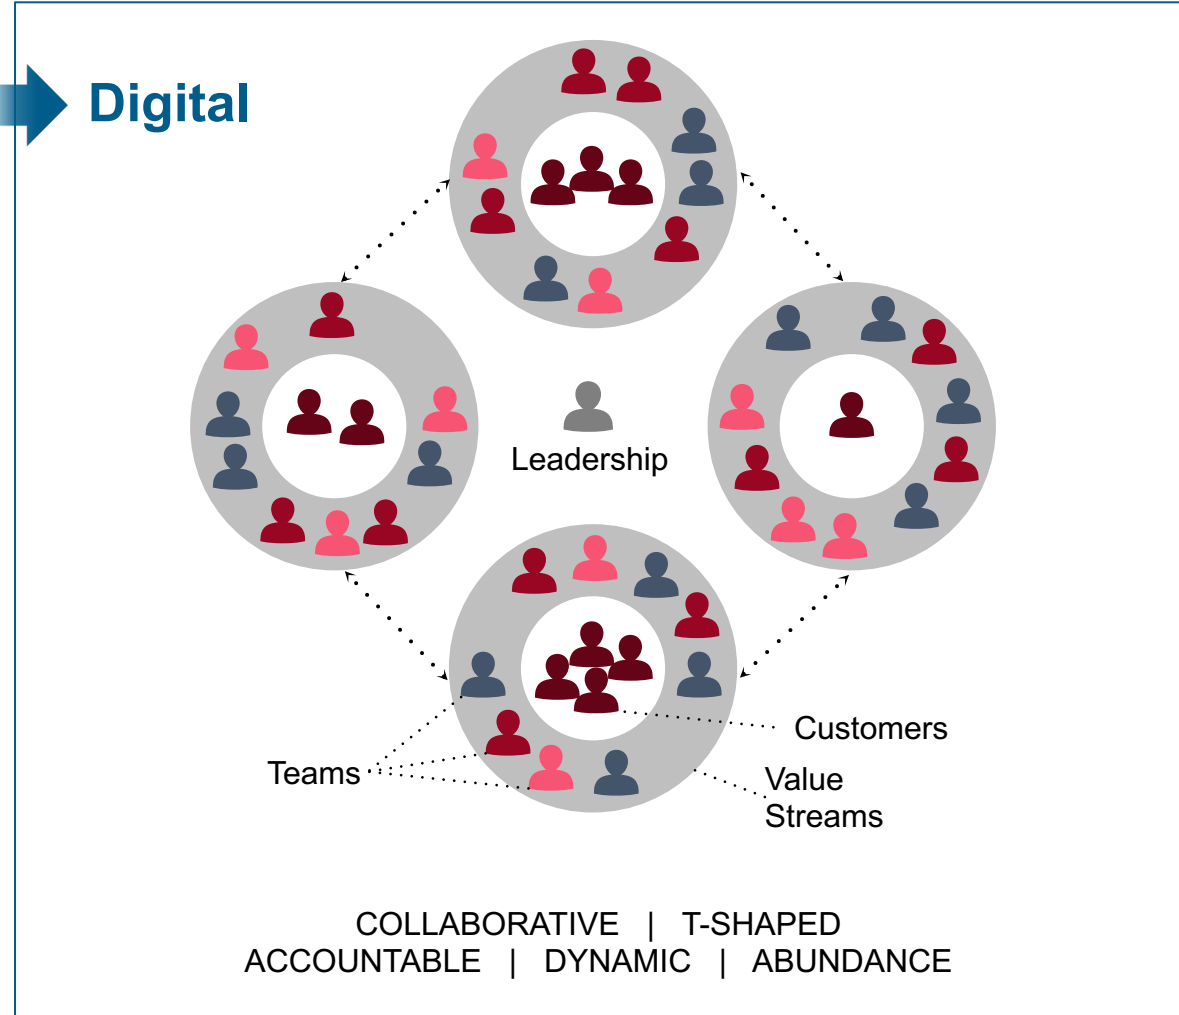 Digital
Leadership
Customers
Teams
Value
Streams
COLLABORATIVE | T-SHAPED
ACCOUNTABLE | DYNAMIC | ABUNDANCE